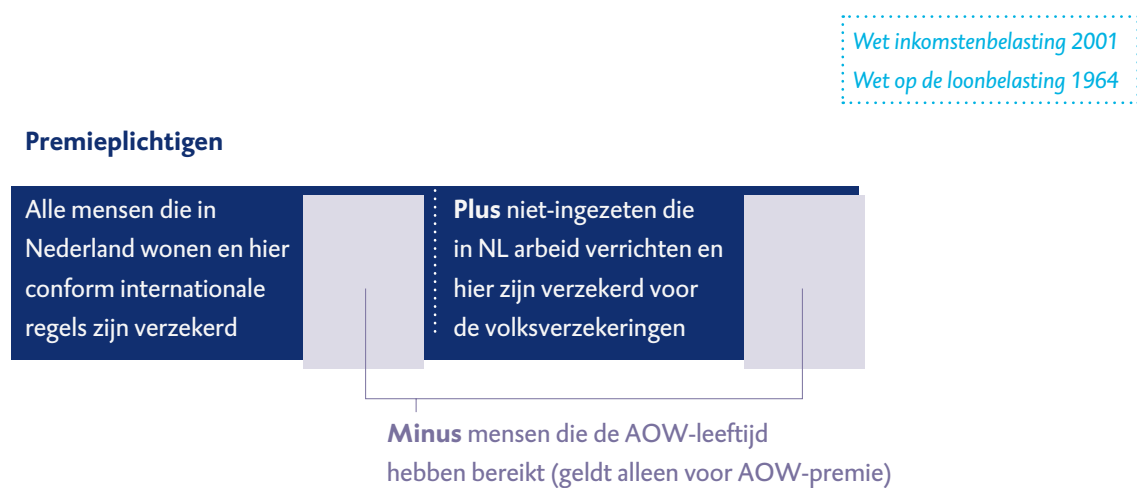 Wet inkomstenbelasting 2001
Wet op de loonbelasting 1964
Premieplichtigen
Alle mensen die in
Nederland wonen en hier
conform internationale
regels zijn verzekerd
Plus niet-ingezeten die
in NL arbeid verrichten en
hier zijn verzekerd voor
de volksverzekeringen
Minus mensen die de AOW-leeftijd
hebben bereikt (geldt alleen voor AOW-premie)